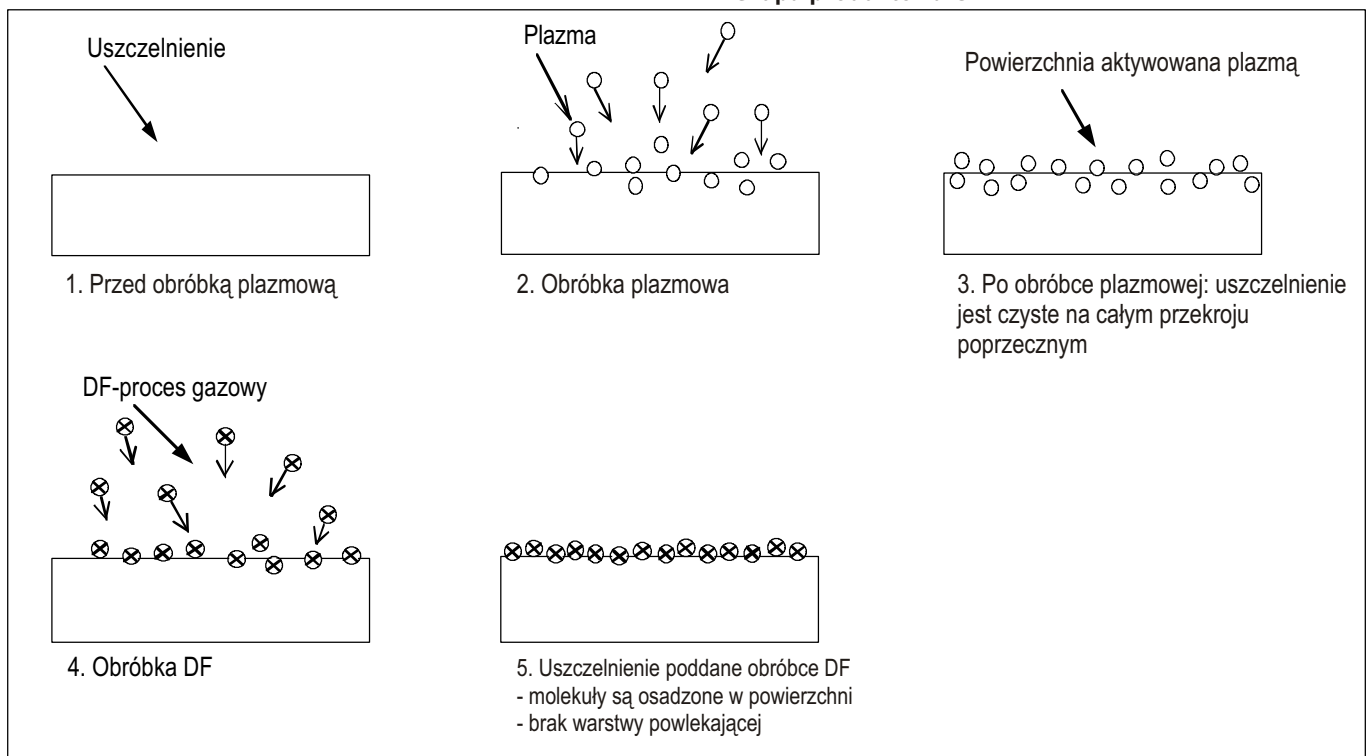 Uszczelnienie
Plazma
Powierzchnia aktywowana plazmą
1. Przed obróbką plazmową
2. Obróbka plazmowa
3. Po obróbce plazmowej: uszczelnienie
jest czyste na całym przekroju
poprzecznym
DF-proces gazowy
4. Obróbka DF
5. Uszczelnienie poddane obróbce DF
- molekuły są osadzone w powierzchni
- brak warstwy powlekającej